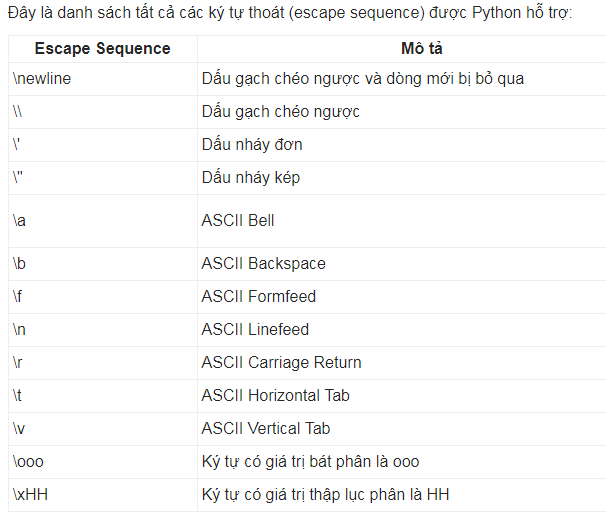 Đây là danh sách tất cả các ký tự thoát (escape sequence) được Python hỗ trợ:
Escape Sequence Mô tả
\newline Dấu gạch chéo ngược và dòng mới bị bỏ qua
\\ Dấu gạch chéo ngược
\' Dấu nháy đơn
\" Dấu nháy kép
\a ASCII Bell
\b ASCII Backspace
\f ASCII Formfeed
\n ASCII Linefeed
\r ASCII Carriage Return
\t ASCII Horizontal Tab
\v ASCII Vertical Tab
\ooo Ký tự có giá trị bát phân là ooo
\xHH Ký tự có giá trị thập lục phân là HH